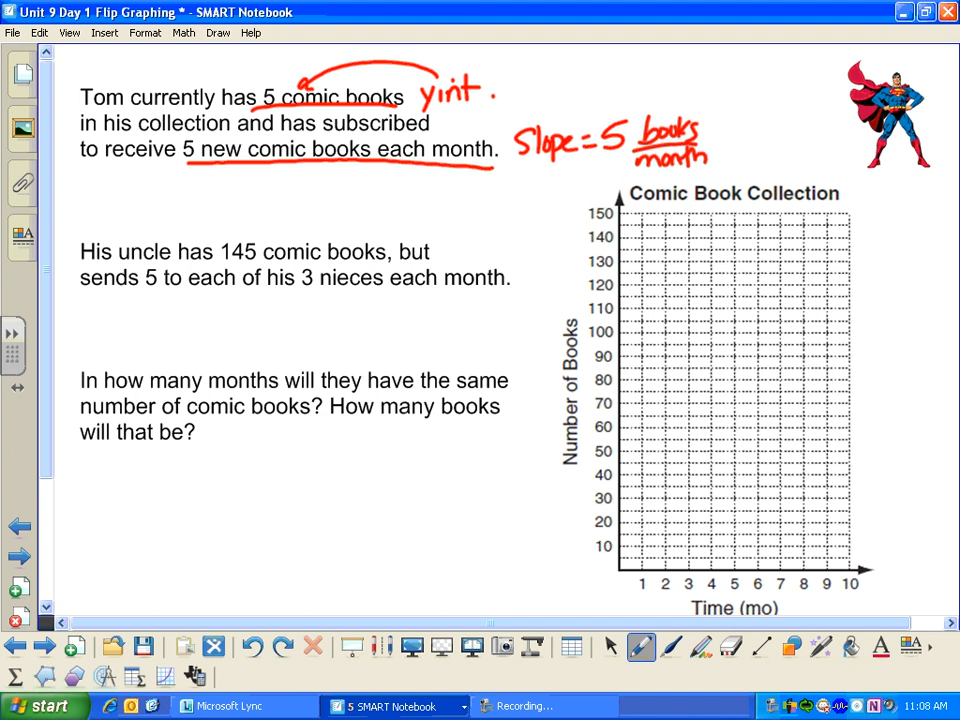 Unit 9 Day 1 Flip Graphing * - SMART Notebook
File Edit View Insert Format Math Draw Help
Tom currently has 5 comic books
yint.
in his collection and has subscribed
to receive 5 new comic books each month.
Slope = 5 books/month
Comic Book Collection
His uncle has 145 comic books, but
sends 5 to each of his 3 nieces each month.
In how many months will they have the same
number of comic books? How many books
will that be?
Number of Books
150
140
130
120
110
100
90
80
70
60
50
40
30
20
10
1 2 3 4 5 6 7 8 9 10
Time (mo)
start
Microsoft Lync
5 SMART Notebook
Recording...
11:08 AM